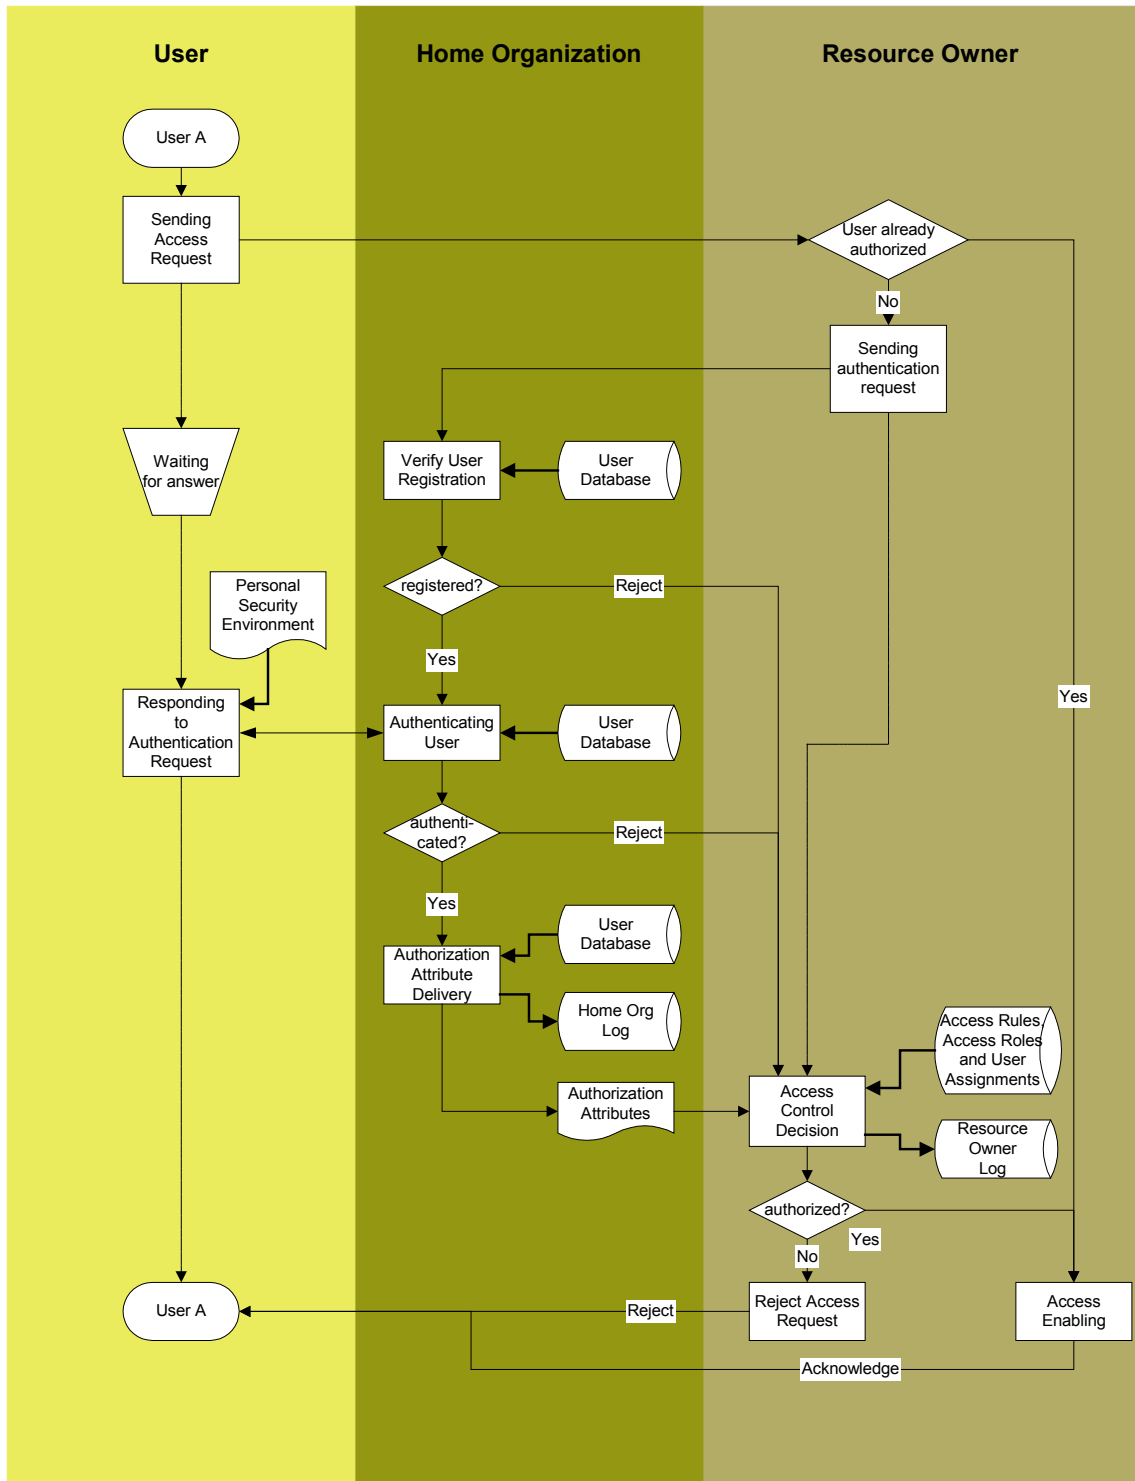 User
Home Organization
Resource Owner
User A
Sending
Access
Request
User already
authorized
No
Sending
authentication
request
Verify User
Registration
User
Database
Waiting
for answer
registered?
Reject
Personal
Security
Environment
Yes
Yes
Responding
to
Authentication
Request
Authenticating
User
User
Database
authenti-
cated?
Reject
Yes
User
Database
Authorization
Attribute
Delivery
Home Org
Log
Access Rules,
Access Roles
and User
Assignments
Authorization
Attributes
Access
Control
Decision
Resource
Owner
Log
authorized?
Yes
No
User A
Reject
Reject Access
Request
Access
Enabling
Acknowledge